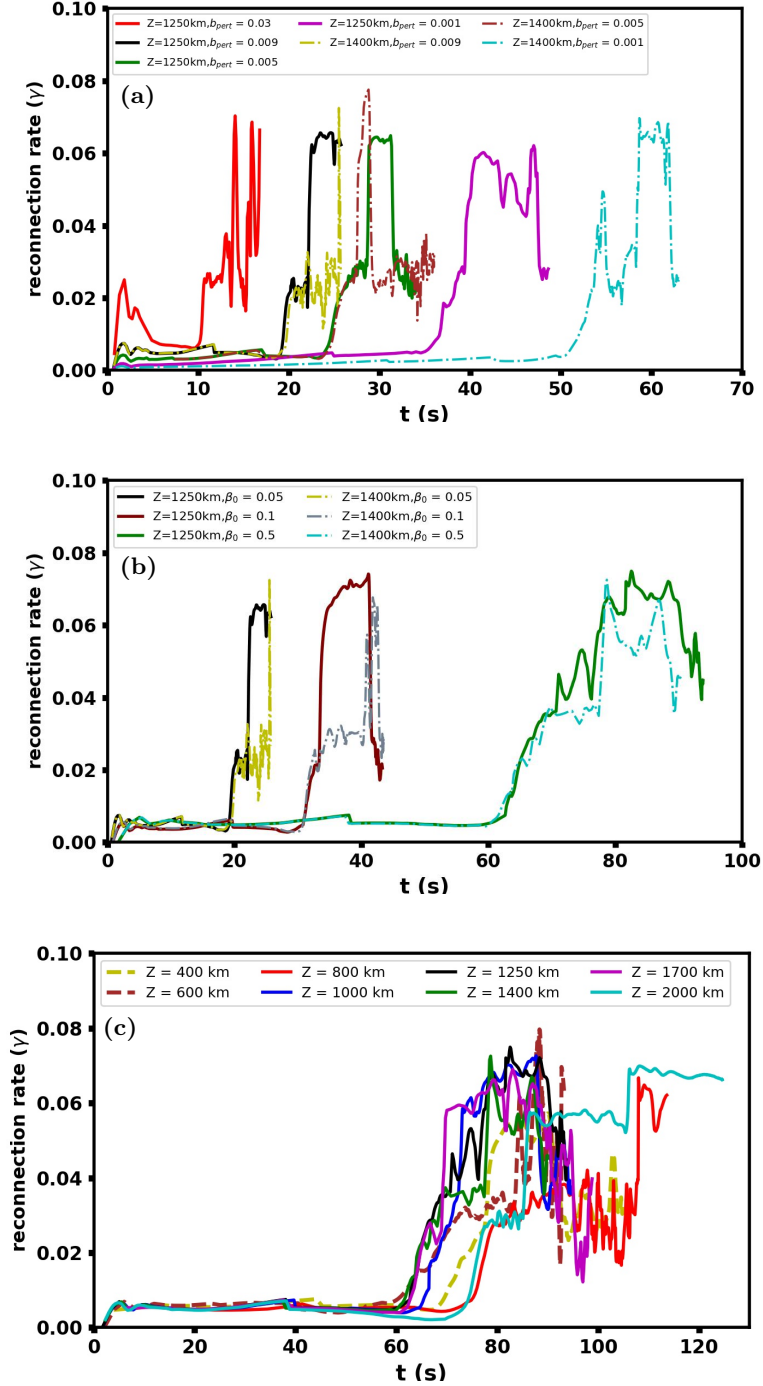 0.10
Z=1250km,b_pert = 0.03 Z=1250km,b_pert = 0.001 Z=1400km,b_pert = 0.005
Z=1250km,b_pert = 0.009 Z=1400km,b_pert = 0.009 Z=1400km,b_pert = 0.001
Z=1250km,b_pert = 0.005
(a)
0.08
0.06
0.04
0.02
0.00
reconnection rate (γ)
0 10 20 30 40 50 60 70
t (s)
0.10
Z=1250km,β₀ = 0.05 Z=1400km,β₀ = 0.05
Z=1250km,β₀ = 0.1 Z=1400km,β₀ = 0.1
Z=1250km,β₀ = 0.5 Z=1400km,β₀ = 0.5
(b)
0.08
0.06
0.04
0.02
0.00
reconnection rate (γ)
0 20 40 60 80 100
t (s)
0.10
Z = 400 km Z = 800 km Z = 1250 km Z = 1700 km
Z = 600 km Z = 1000 km Z = 1400 km Z = 2000 km
(c)
0.08
0.06
0.04
0.02
0.00
reconnection rate (γ)
0 20 40 60 80 100 120
t (s)